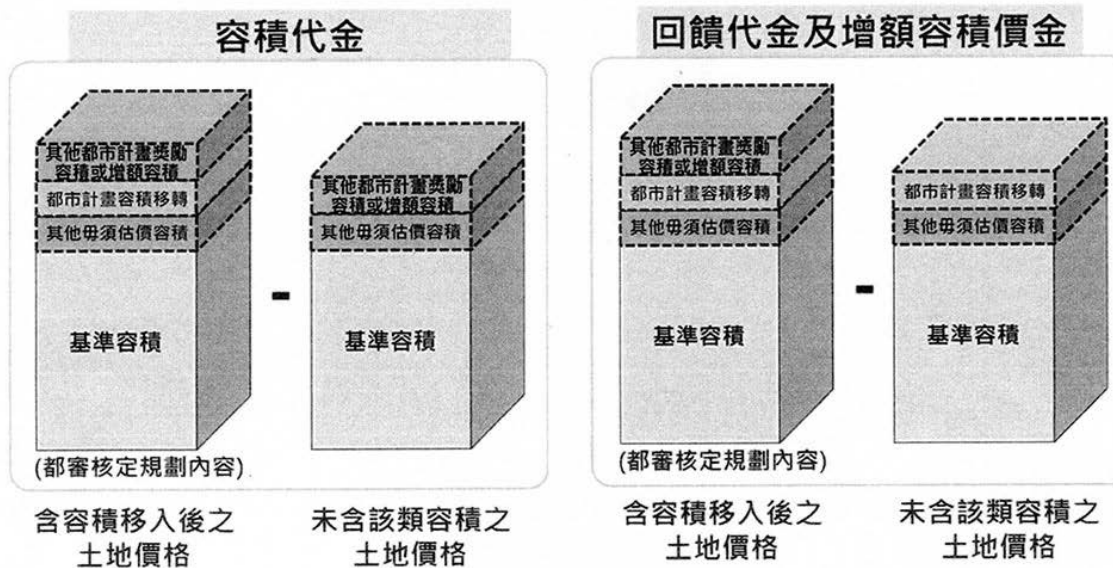 容積代金
其他都市計畫獎勵
容積或增額容積
都市計畫容積移轉
其他毋須估價容積
基準容積
(都審核定規劃內容)
含容積移入後之
土地價格
-
其他都市計畫獎勵
容積或增額容積
其他毋須估價容積
基準容積
未含該類容積之
土地價格
回饋代金及增額容積價金
其他都市計畫獎勵
容積或增額容積
都市計畫容積移轉
其他毋須估價容積
基準容積
(都審核定規劃內容)
含容積移入後之
土地價格
-
都市計畫容積移轉
其他毋須估價容積
基準容積
未含該類容積之
土地價格